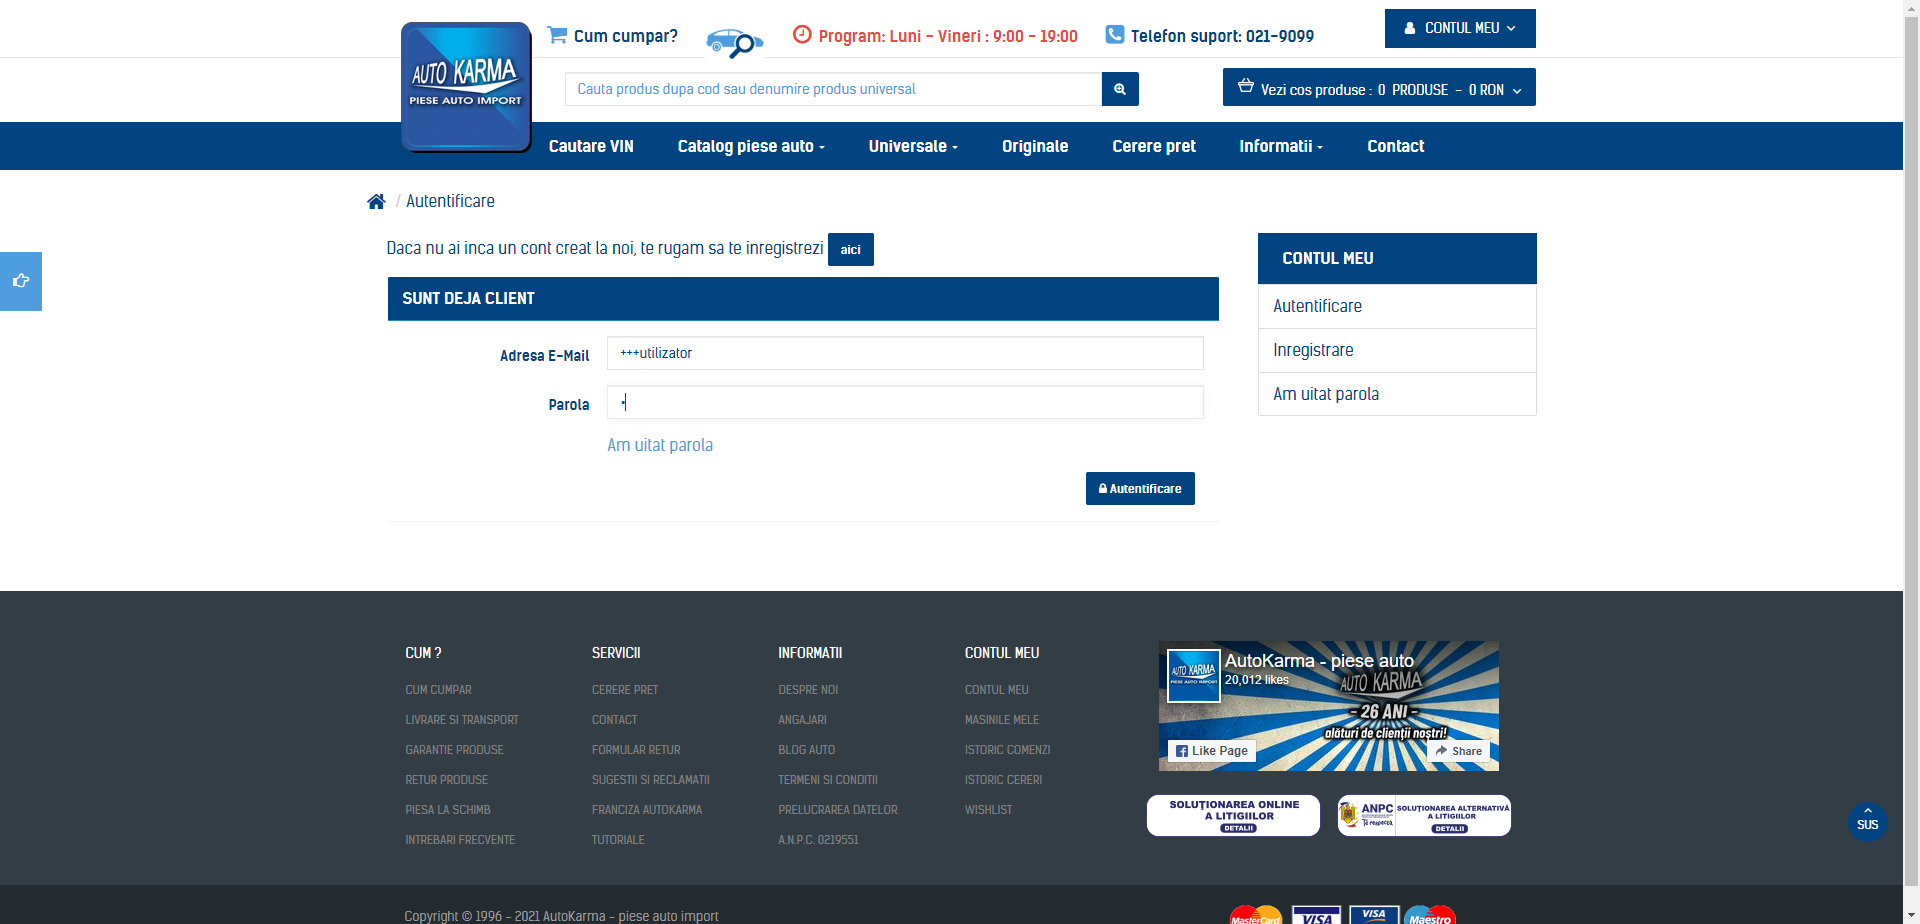 AUTO KARMA
PIESE AUTO IMPORT
Cum cumpar?
Program: Luni - Vineri : 9:00 - 19:00
Telefon suport: 021-9099
CONTUL MEU
Cauta produs dupa cod sau denumire produs universal
Vezi cos produse : 0 PRODUSE - 0 RON
Cautare VIN
Catalog piese auto
Universale
Originale
Cerere pret
Informatii
Contact
/ Autentificare
Daca nu ai inca un cont creat la noi, te rugam sa te inregistrezi aici
SUNT DEJA CLIENT
Adresa E-Mail
+++utilizator
Parola
Am uitat parola
Autentificare
CONTUL MEU
Autentificare
Inregistrare
Am uitat parola
CUM ?
CUM CUMPAR
LIVRARE SI TRANSPORT
GARANTIE PRODUSE
RETUR PRODUSE
PIESA LA SCHIMB
INTREBARI FRECVENTE
SERVICII
CERERE PRET
CONTACT
FORMULAR RETUR
SUGESTII SI RECLAMATII
FRANCIZA AUTOKARMA
TUTORIALE
INFORMATII
DESPRE NOI
ANGAJARI
BLOG AUTO
TERMENI SI CONDITII
PRELUCRAREA DATELOR
A.N.P.C. 0219551
CONTUL MEU
CONTUL MEU
MASINILE MELE
ISTORIC COMENZI
ISTORIC CERERI
WISHLIST
AUTO KARMA
PIESE AUTO IMPORT
AutoKarma - piese auto
20,012 likes
AUTO KARMA
- 26 ANI -
alături de clienții noștri!
Like Page
Share
SOLUȚIONAREA ONLINE
A LITIGIILOR
DETALII
ANPC
Te respectă
SOLUȚIONAREA ALTERNATIVĂ
A LITIGIILOR
DETALII
SUS
Copyright © 1996 - 2021 AutoKarma - piese auto import
MasterCard
VISA
VISA
Maestro